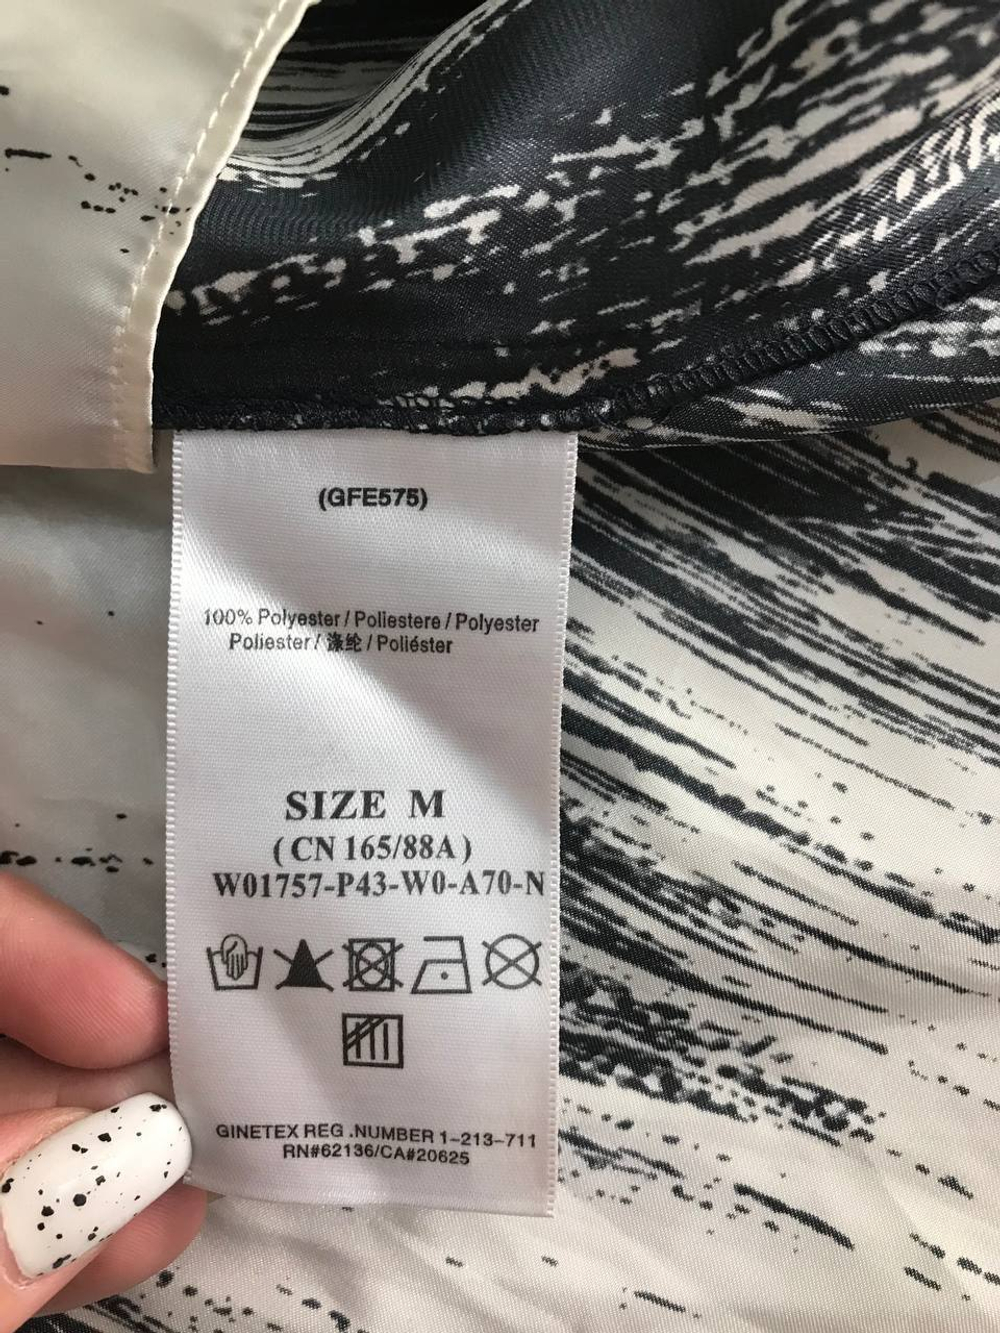 (GFE575)
100% Polyester / Poliestere / Polyester
Poliester / 涤纶 / Poliéster
SIZE M
( CN 165/88A )
W01757-P43-W0-A70-N
GINETEX REG .NUMBER 1-213-711
RN#62136/CA#20625